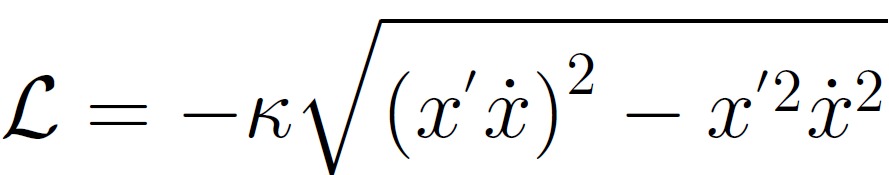 ℒ = −κ√((x′ẋ)² − x′²ẋ²)